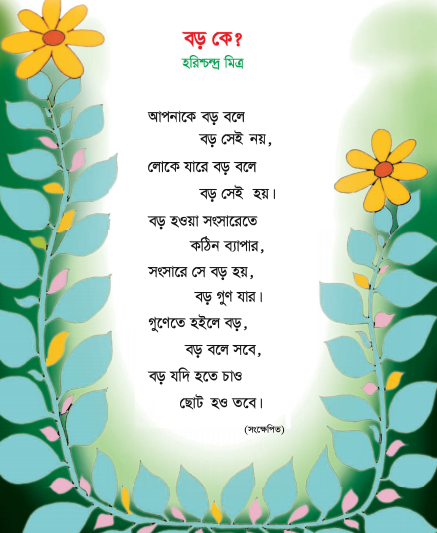 বড় কে?
হরিশ্চন্দ্র মিত্র
আপনাকে বড় বলে
বড় সেই নয়,
লোকে যারে বড় বলে
বড় সেই হয়।
বড় হওয়া সংসারেতে
কঠিন ব্যাপার,
সংসারে সে বড় হয়,
বড় গুণ যার।
গুণেতে হইলে বড়,
বড় বলে সবে,
বড় যদি হতে চাও
ছোট হও তবে।
(সংক্ষেপিত)